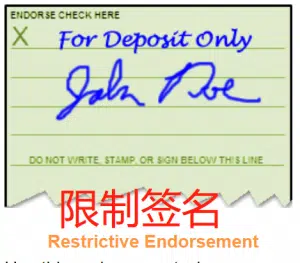 ENDORSE CHECK HERE
X For Deposit Only
John Doe
DO NOT WRITE, STAMP, OR SIGN BELOW THIS LINE
限制签名
Restrictive Endorsement